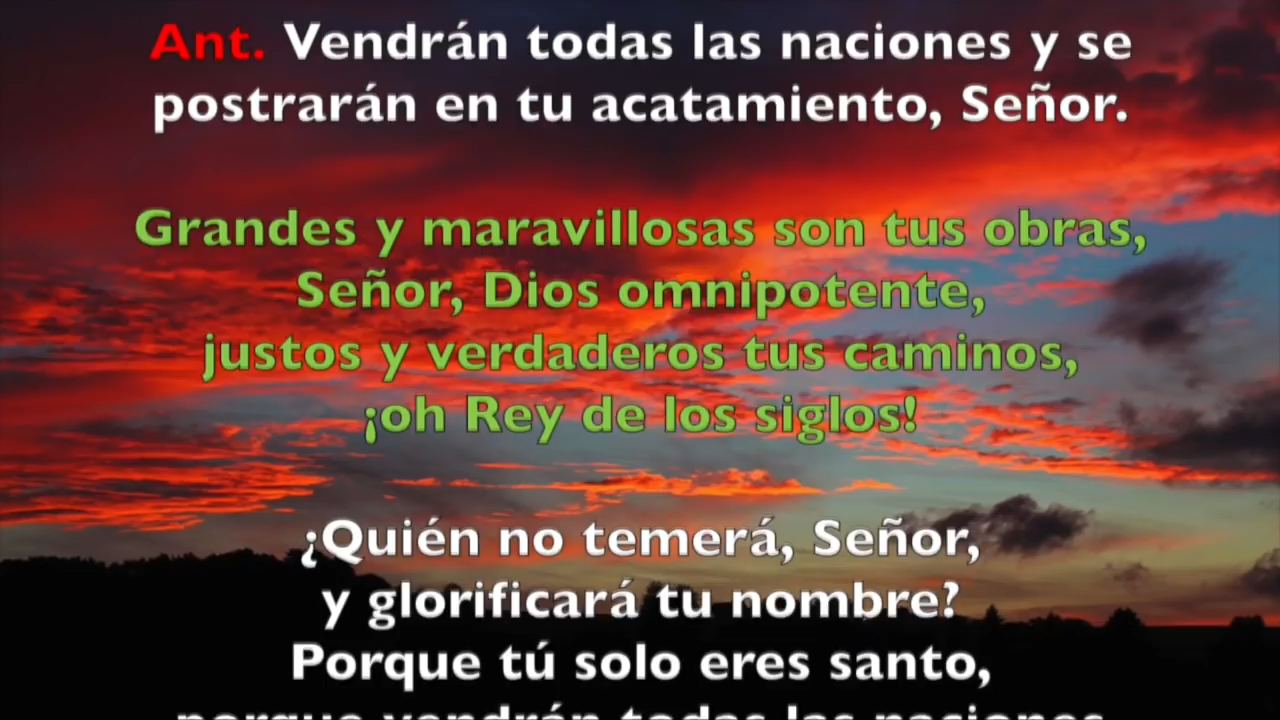 Ant. Vendrán todas las naciones y se
postrarán en tu acatamiento, Señor.
Grandes y maravillosas son tus obras,
Señor, Dios omnipotente,
justos y verdaderos tus caminos,
¡oh Rey de los siglos!
¿Quién no temerá, Señor,
y glorificará tu nombre?
Porque tú solo eres santo,
porque vendrán todas las naciones